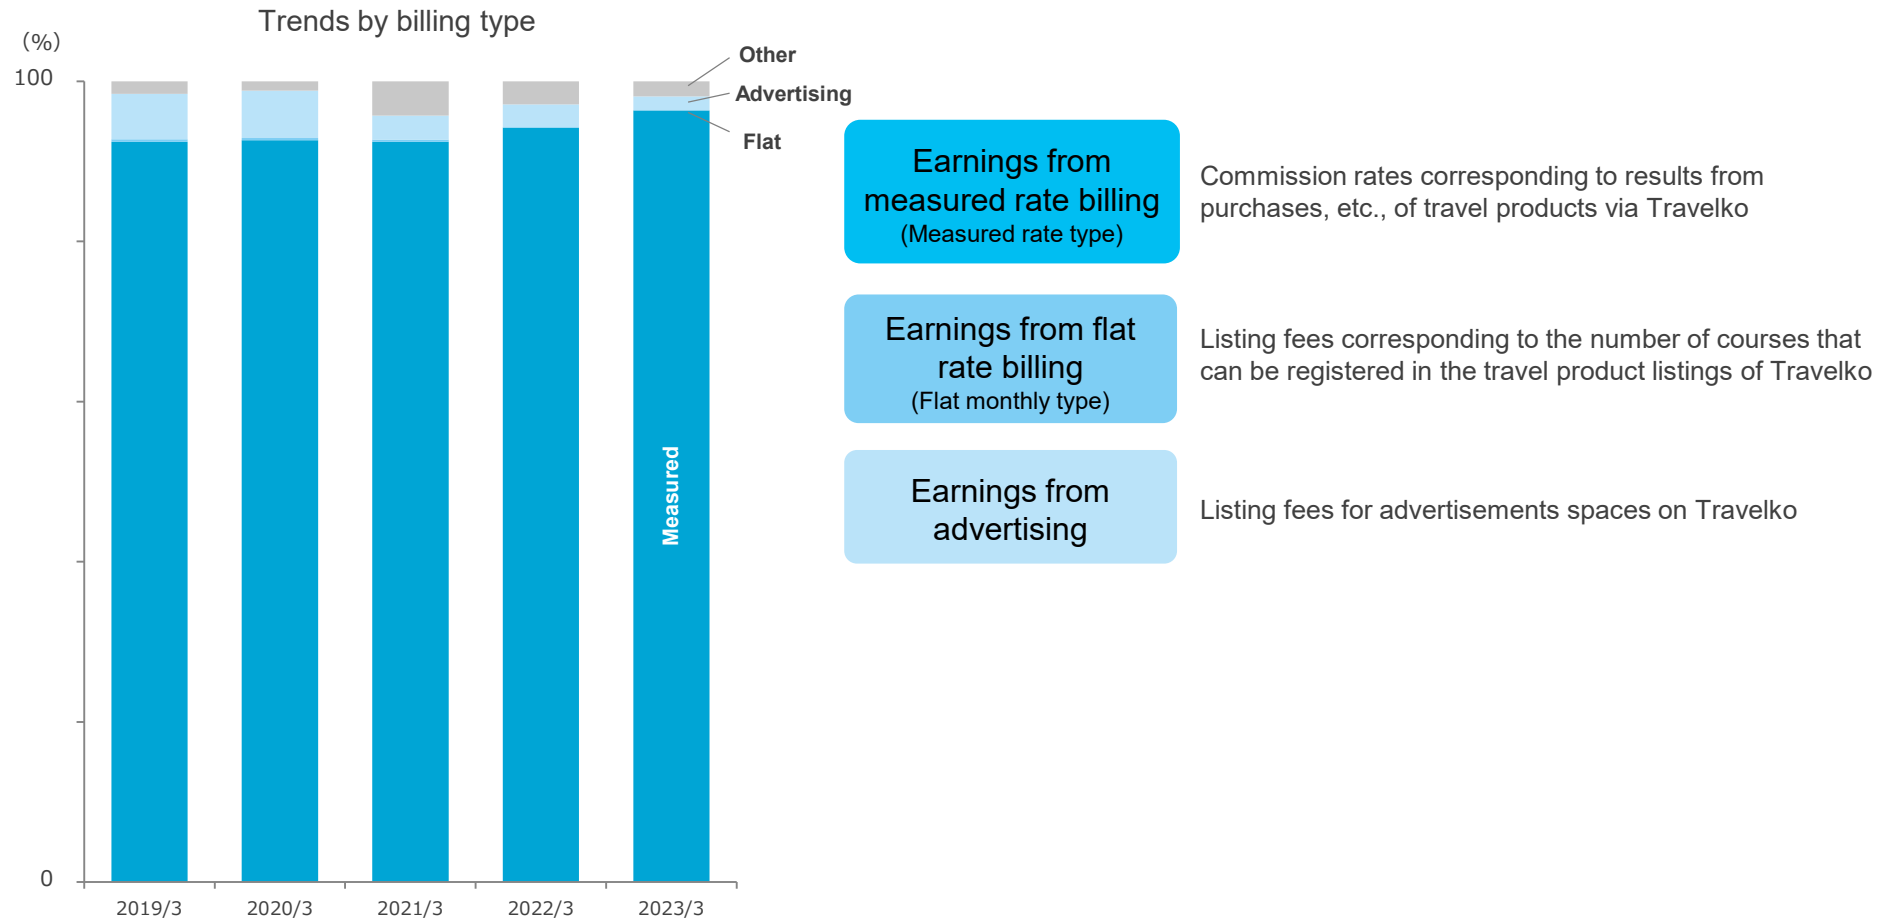 Trends by billing type
(%)
100
0
2019/3
2020/3
2021/3
2022/3
2023/3
Other
Advertising
Flat
Measured
Earnings from
measured rate billing
(Measured rate type)
Commission rates corresponding to results from
purchases, etc., of travel products via Travelko
Earnings from flat
rate billing
(Flat monthly type)
Listing fees corresponding to the number of courses that
can be registered in the travel product listings of Travelko
Earnings from
advertising
Listing fees for advertisements spaces on Travelko